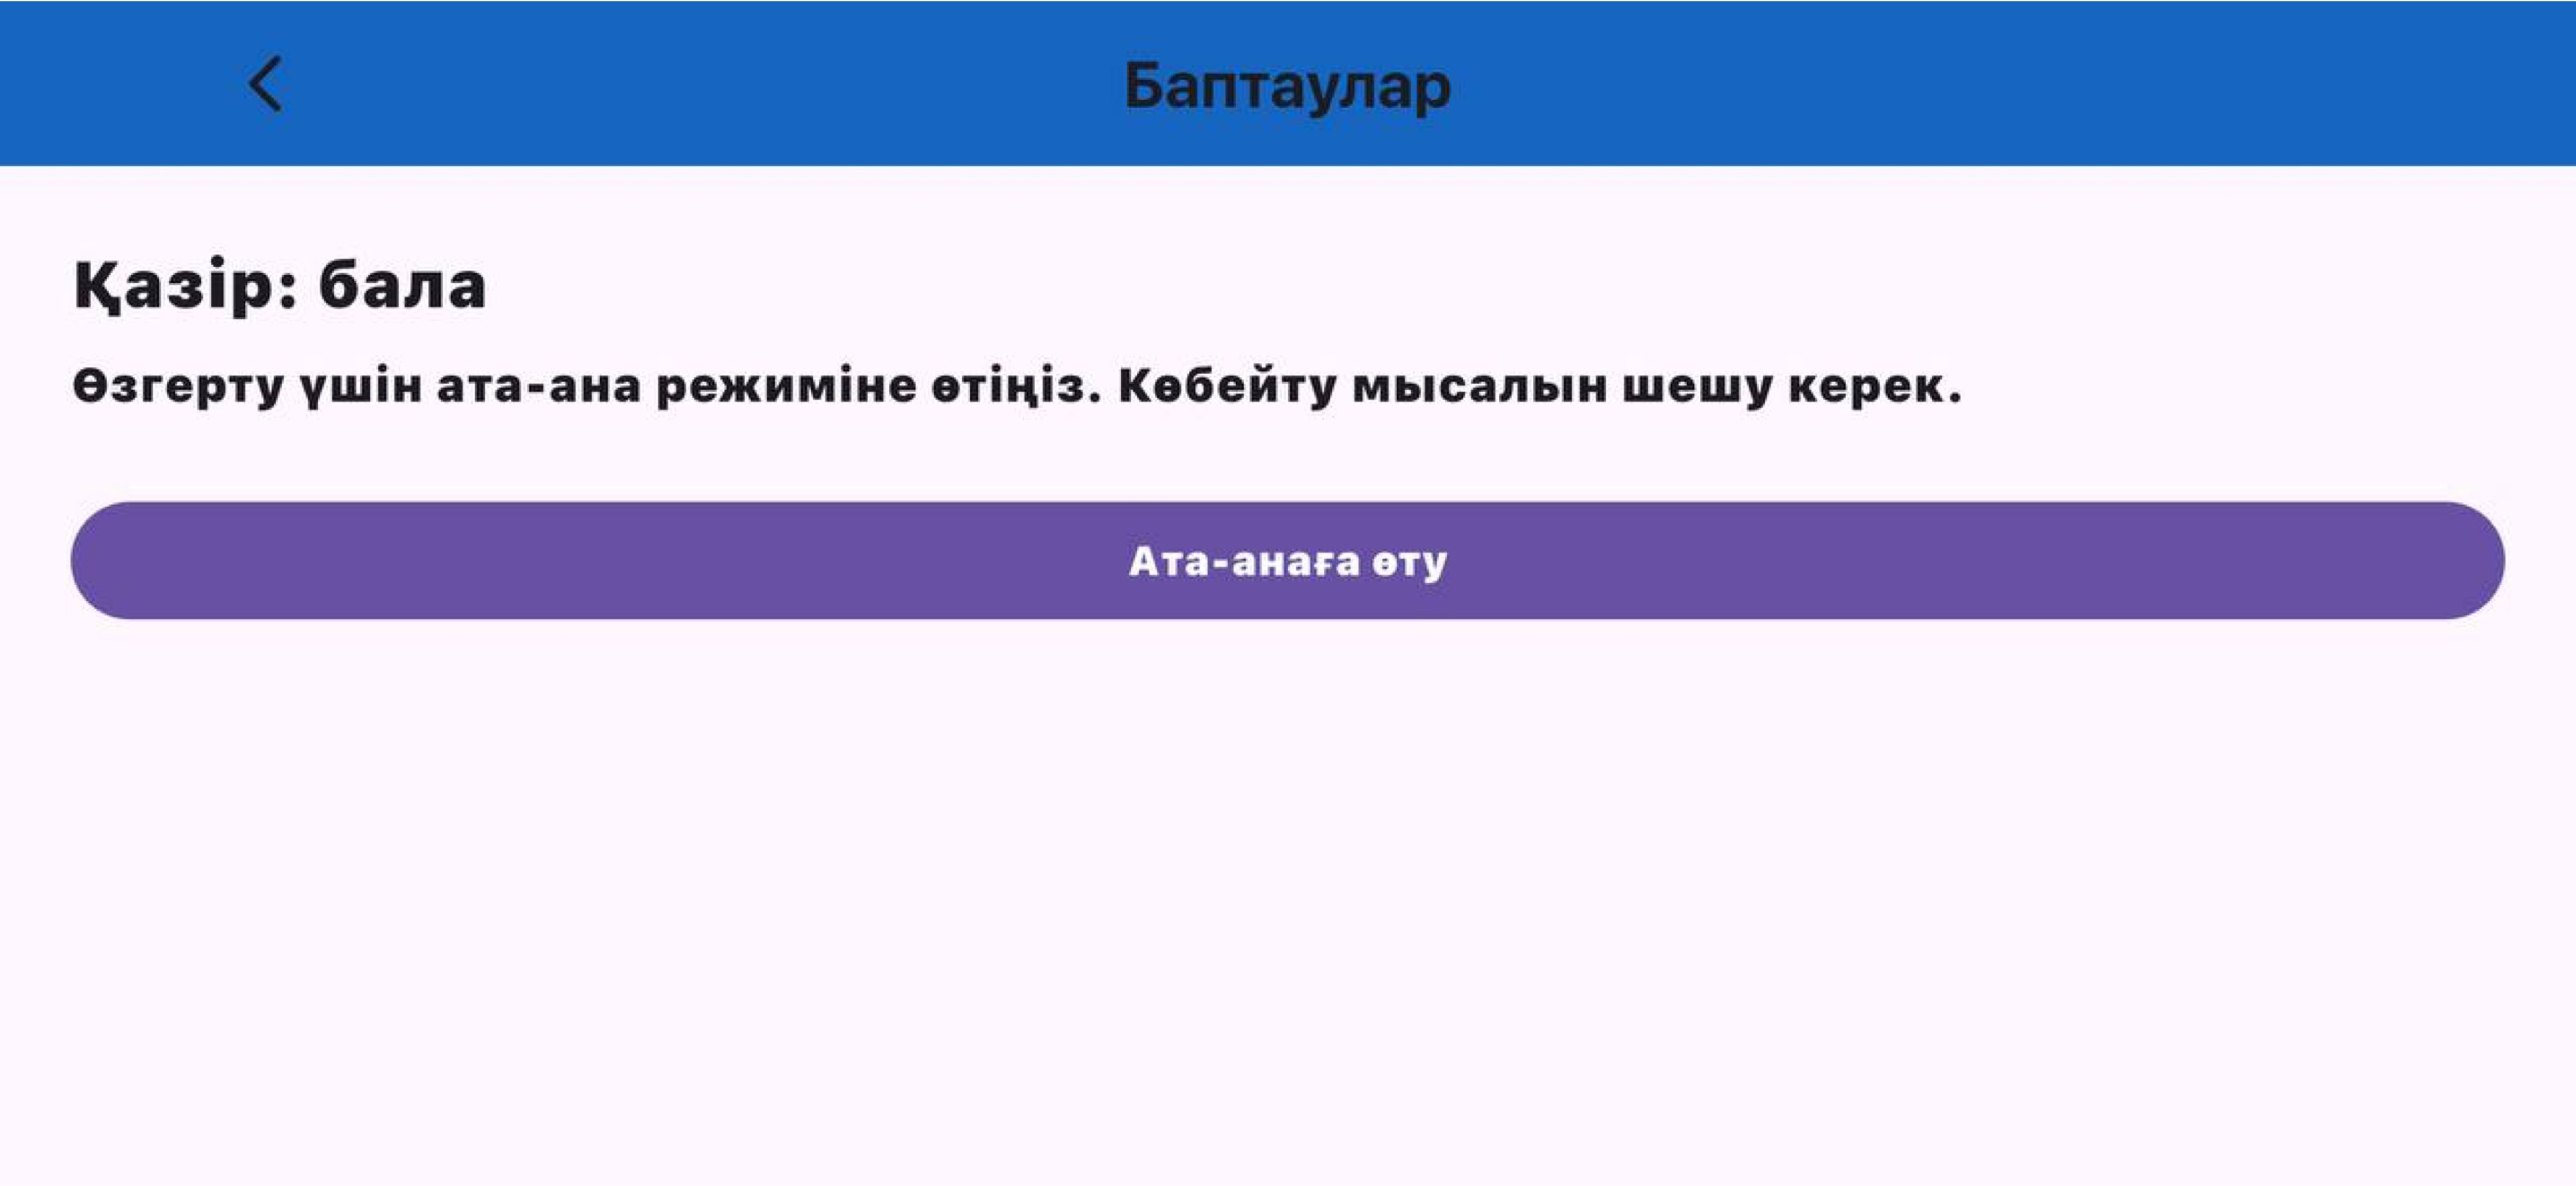 Баптаулар
Қазір: бала
Өзгерту үшін ата-ана режиміне өтіңіз. Көбейту мысалын шешу керек.
Ата-анаға өту